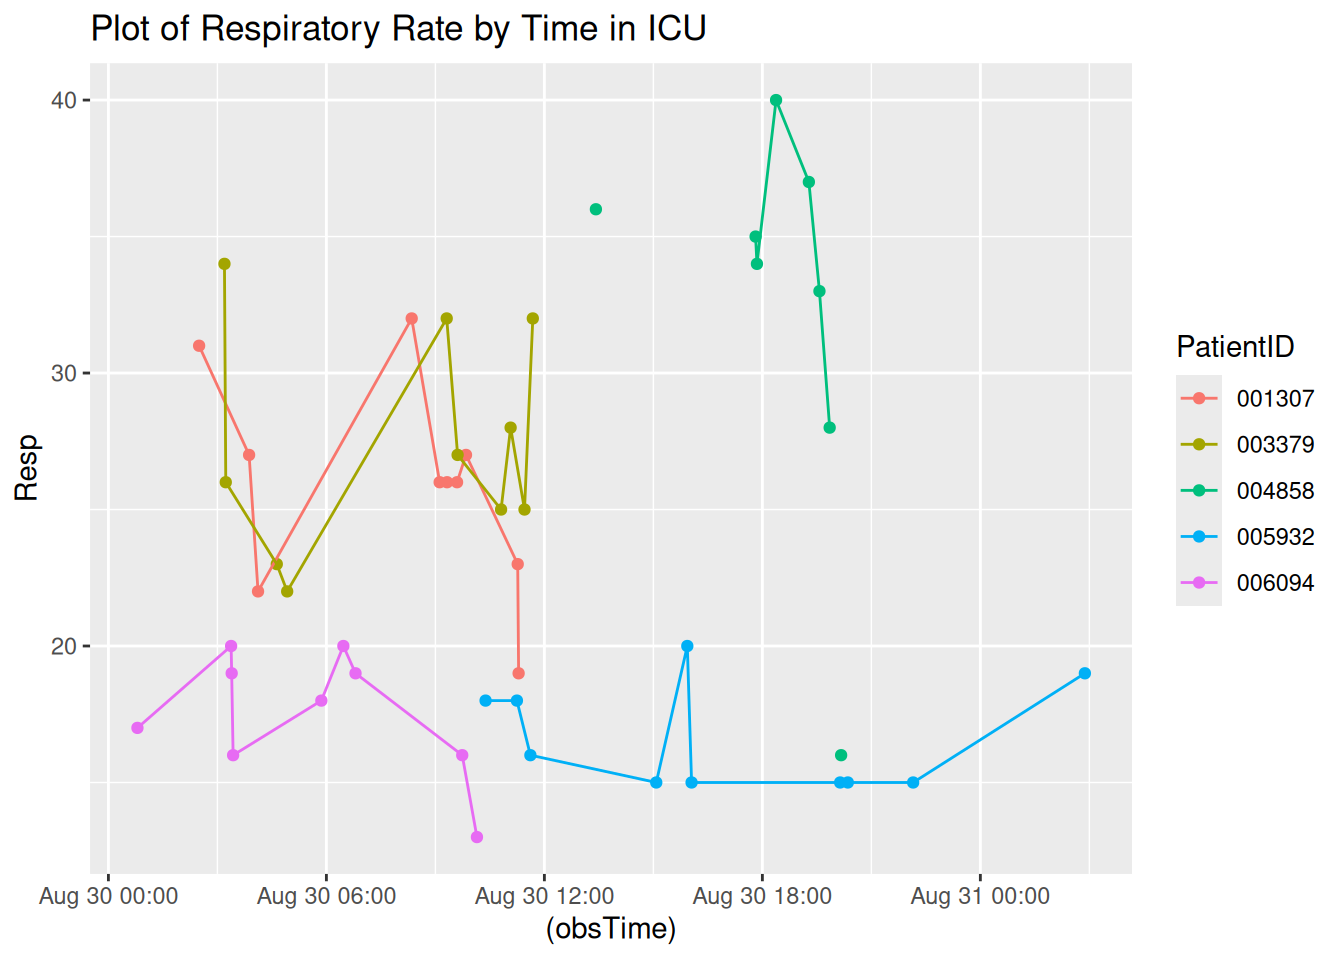 Plot of Respiratory Rate by Time in ICU
Resp
40
30
20
Aug 30 00:00 Aug 30 06:00 Aug 30 12:00 Aug 30 18:00 Aug 31 00:00
(obsTime)
PatientID
001307
003379
004858
005932
006094